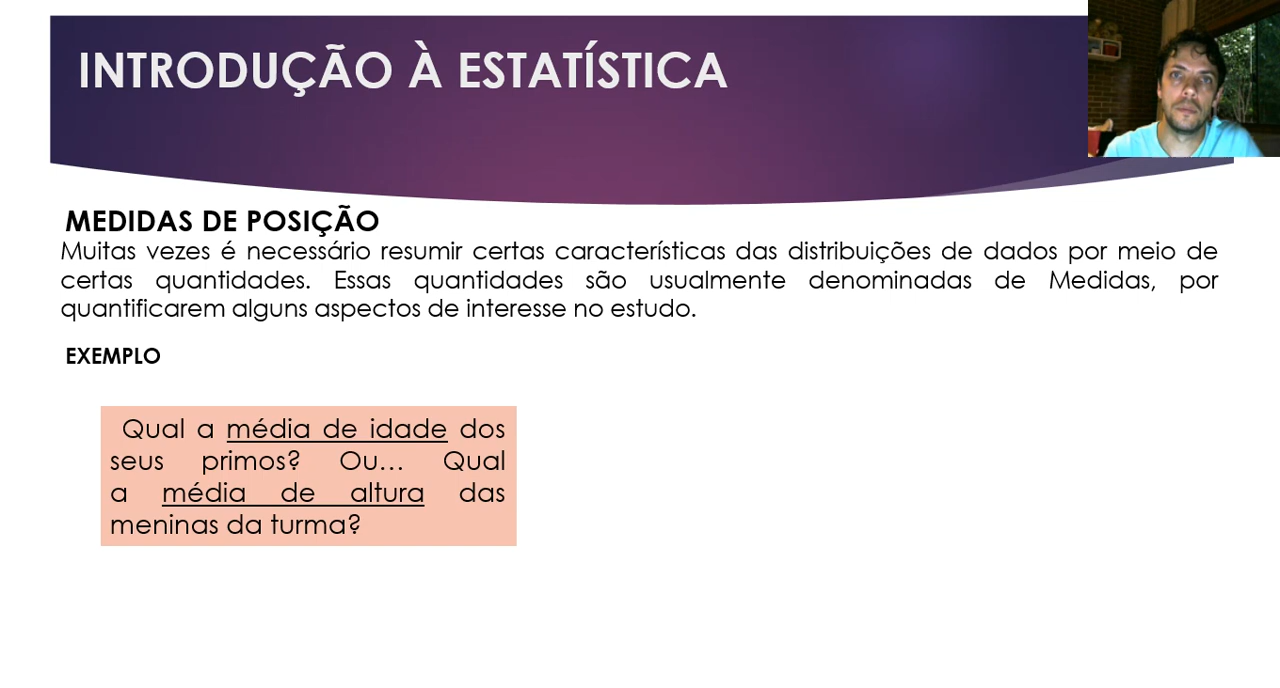 INTRODUÇÃO À ESTATÍSTICA
MEDIDAS DE POSIÇÃO
Muitas vezes é necessário resumir certas características das distribuições de dados por meio de
certas quantidades. Essas quantidades são usualmente denominadas de Medidas, por
quantificarem alguns aspectos de interesse no estudo.
EXEMPLO
Qual a média de idade dos
seus primos? Ou... Qual
a média de altura das
meninas da turma?